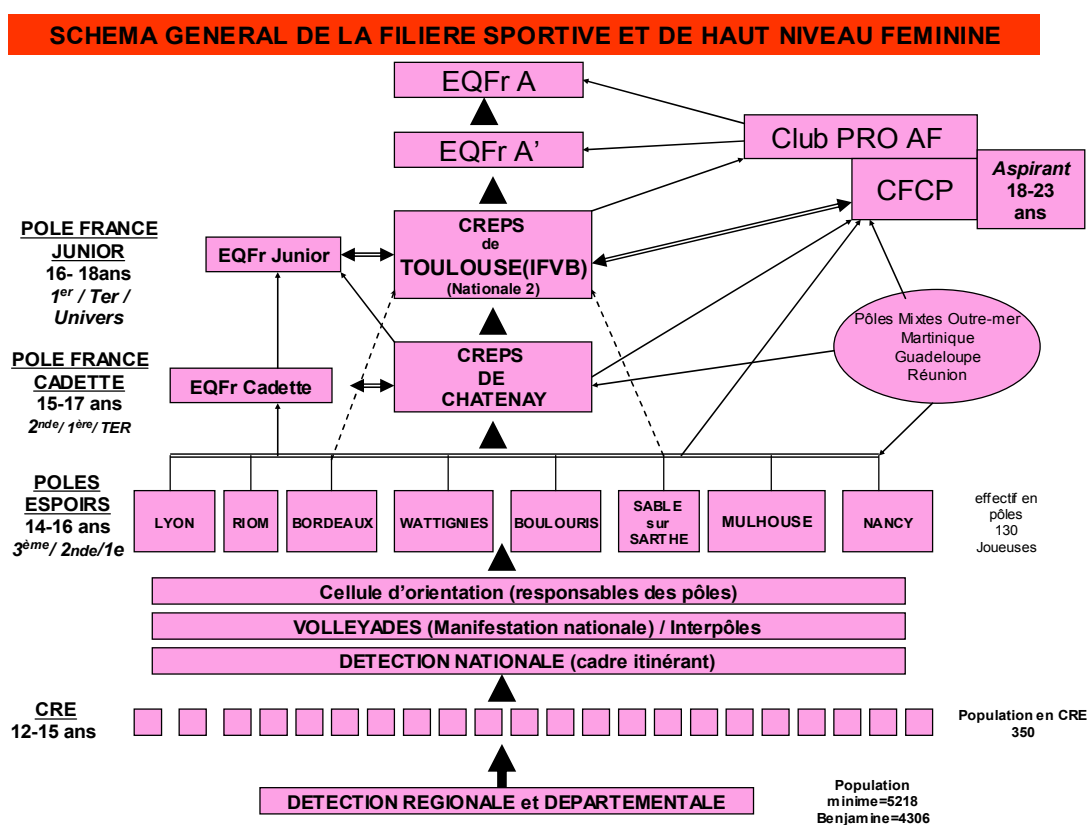 SCHEMA GENERAL DE LA FILIERE SPORTIVE ET DE HAUT NIVEAU FEMININE
EQFr A
EQFr A'
Club PRO AF
CFCP
Aspirant
18-23
ans
POLE FRANCE
JUNIOR
16- 18ans
1er / Ter /
Univers
EQFr Junior
CREPS
de
TOULOUSE(IFVB)
(Nationale 2)
Pôles Mixtes Outre-mer
Martinique
Guadeloupe
Réunion
POLE FRANCE
CADETTE
15-17 ans
2nde/ 1ère/ TER
EQFr Cadette
CREPS
DE
CHATENAY
POLES
ESPOIRS
14-16 ans
3ème/ 2nde/1e
LYON
RIOM
BORDEAUX
WATTIGNIES
BOULOURIS
SABLE
sur
SARTHE
MULHOUSE
NANCY
effectif en
pôles
130
Joueuses
Cellule d'orientation (responsables des pôles)
VOLLEYADES (Manifestation nationale) / Interpôles
DETECTION NATIONALE (cadre itinérant)
CRE
12-15 ans
Population en CRE
350
DETECTION REGIONALE et DEPARTEMENTALE
Population
minime=5218
Benjamine=4306